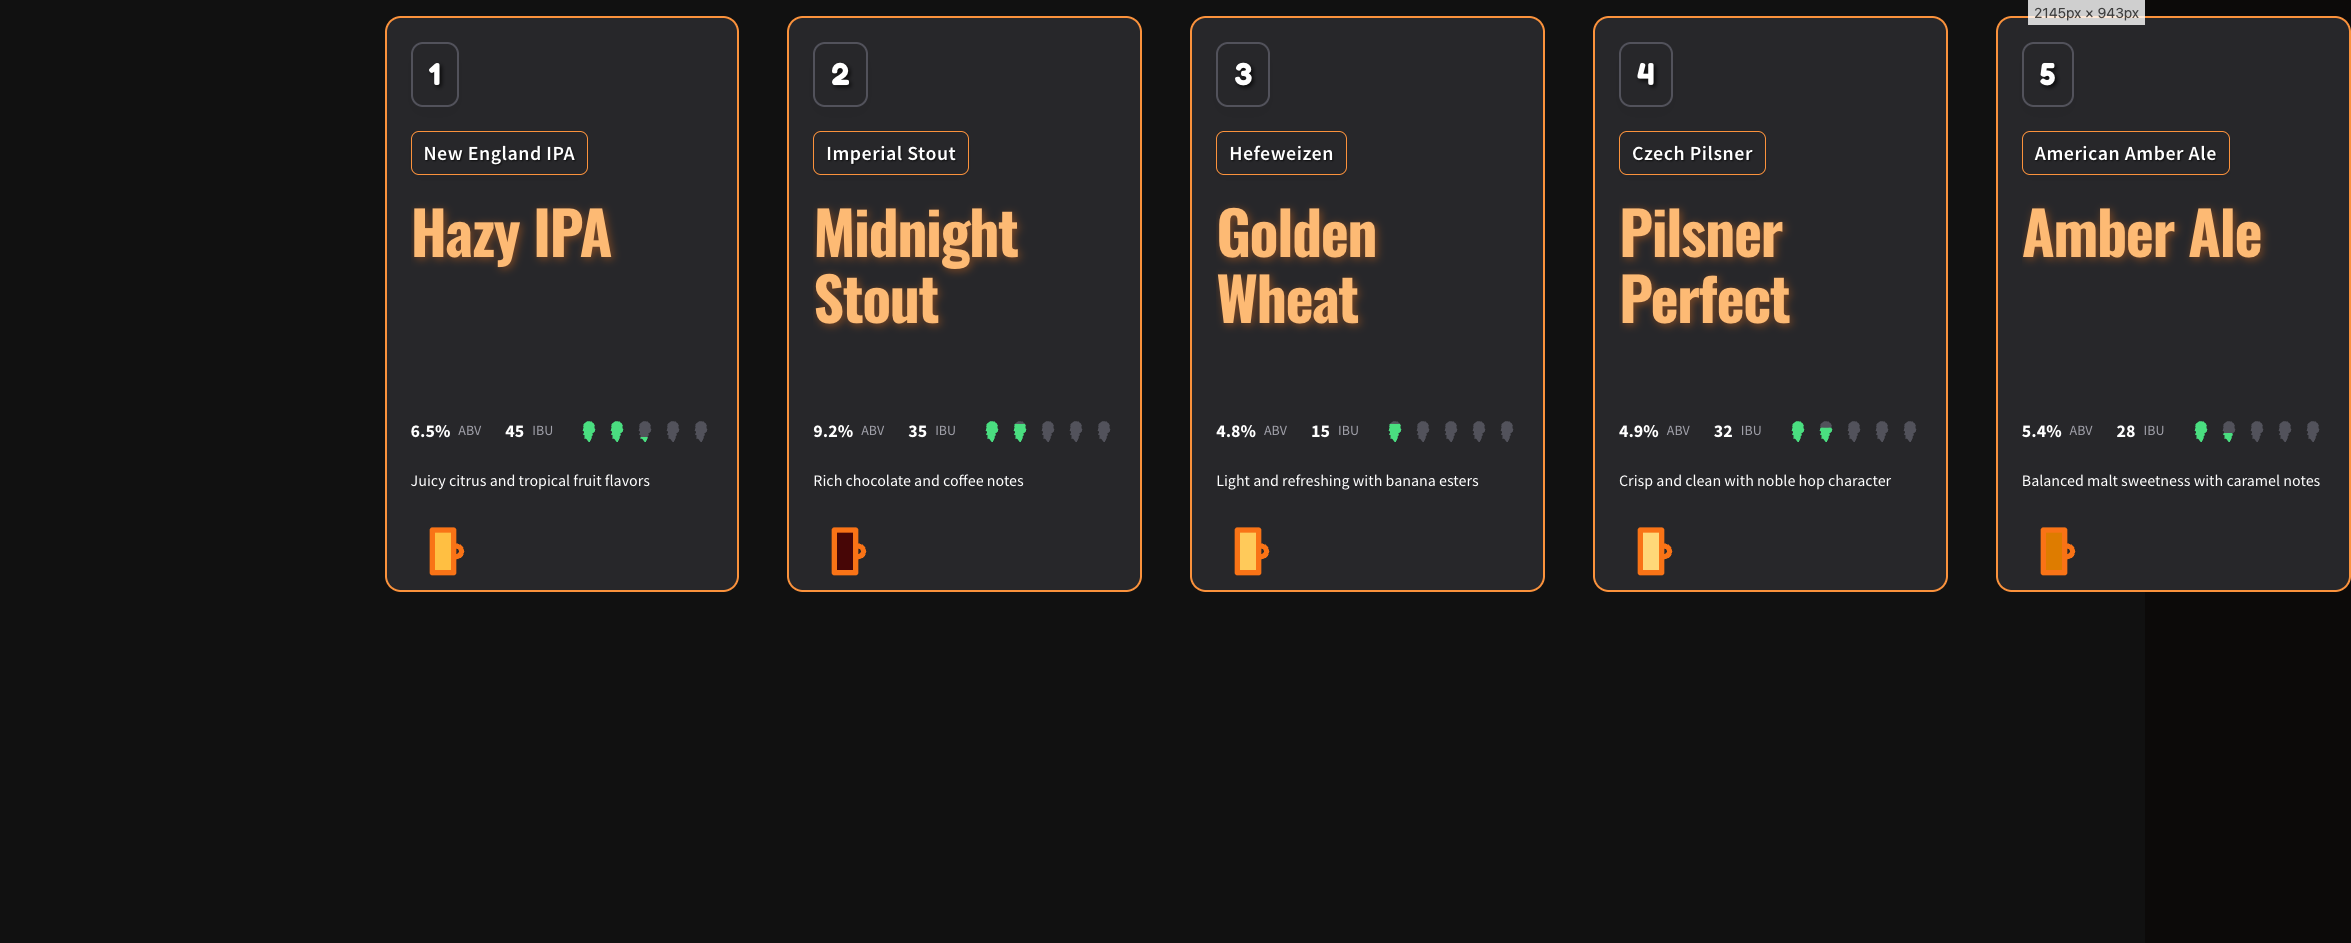 2145px × 943px
1
New England IPA
Hazy IPA
6.5% ABV 45 IBU
Juicy citrus and tropical fruit flavors
2
Imperial Stout
Midnight
Stout
9.2% ABV 35 IBU
Rich chocolate and coffee notes
3
Hefeweizen
Golden
Wheat
4.8% ABV 15 IBU
Light and refreshing with banana esters
4
Czech Pilsner
Pilsner
Perfect
4.9% ABV 32 IBU
Crisp and clean with noble hop character
5
American Amber Ale
Amber Ale
5.4% ABV 28 IBU
Balanced malt sweetness with caramel notes